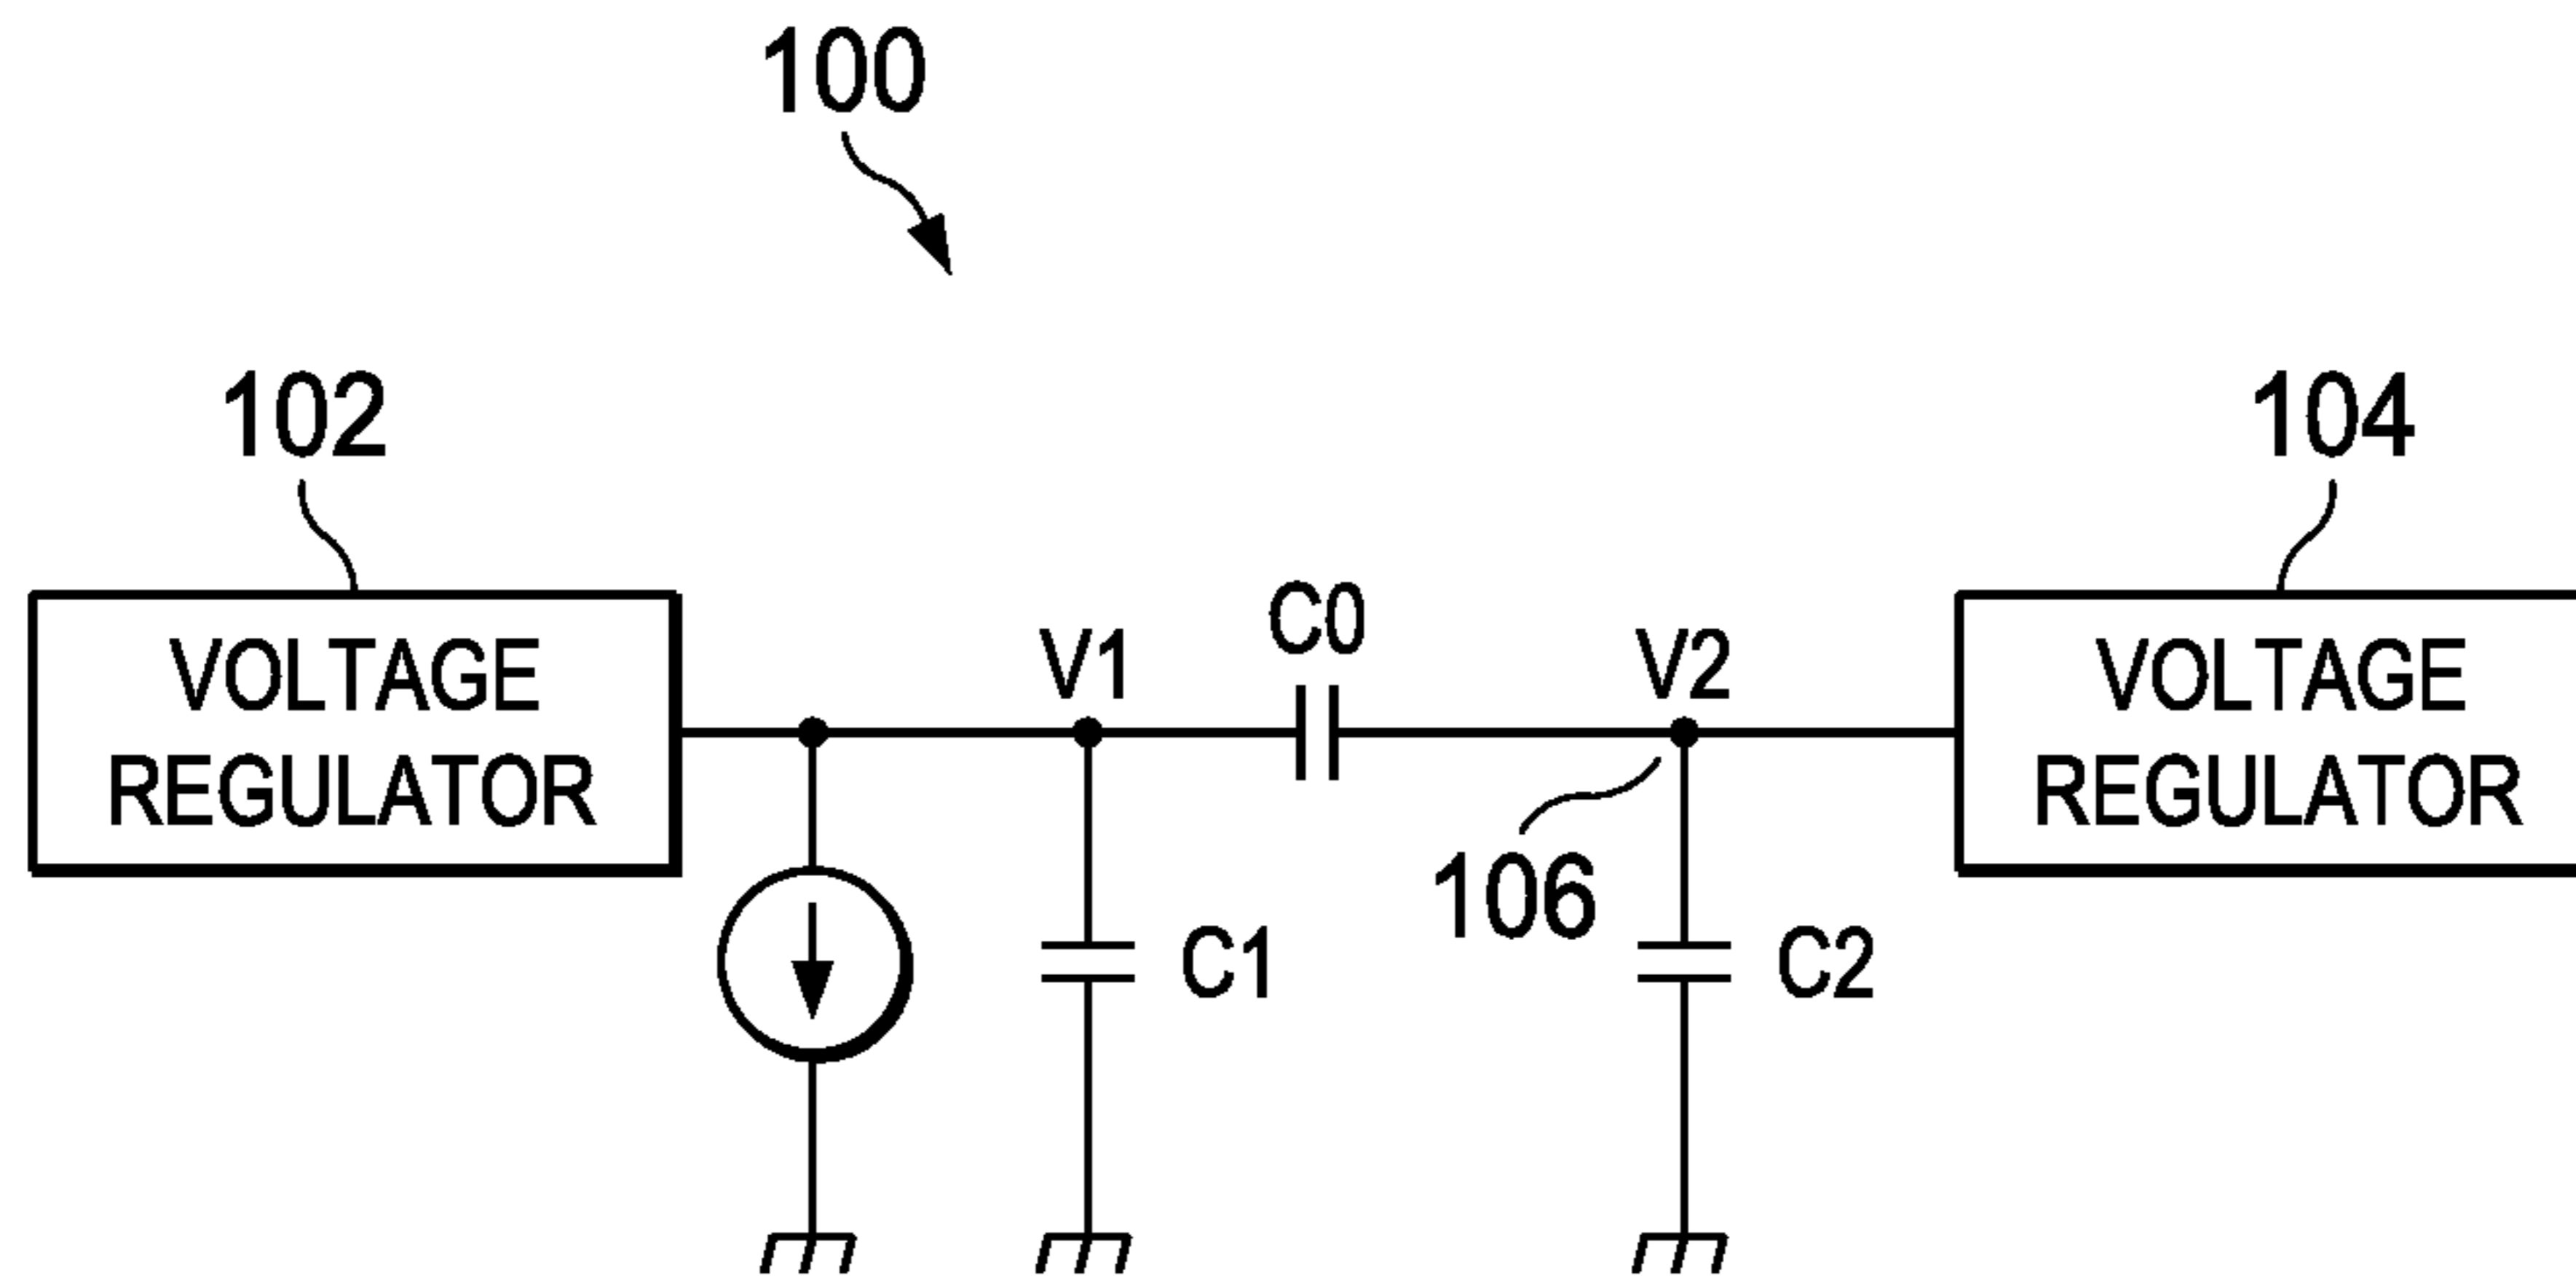 100
102
104
VOLTAGE
REGULATOR
V1
C0
V2
VOLTAGE
REGULATOR
106
C1
C2